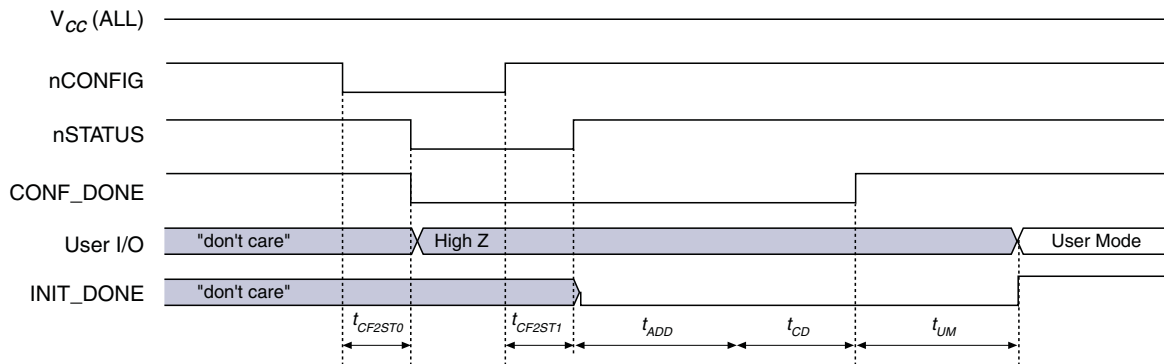 VCC (ALL)
nCONFIG
nSTATUS
CONF_DONE
User I/O "don't care" High Z User Mode
INIT_DONE "don't care"
tCF2ST0 tCF2ST1 tADD tCD tUM